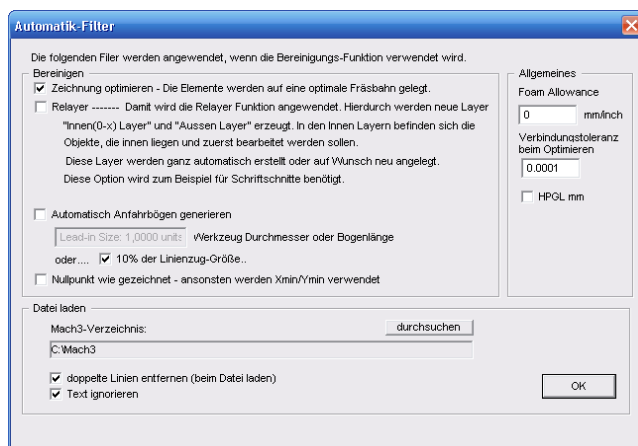 Automatik-Filter
Die folgenden Filer werden angewendet, wenn die Bereinigungs-Funktion verwendet wird.
Bereinigen
Zeichnung optimieren - Die Elemente werden auf eine optimale Fräsbahn gelegt.
Relayer ------- Damit wird die Relayer Funktion angewendet. Hierdurch werden neue Layer
"Innen(0-x) Layer" und "Aussen Layer" erzeugt. In den Innen Layern befinden sich die
Objekte, die innen liegen und zuerst bearbeitet werden sollen.
Diese Layer werden ganz automatisch erstellt oder auf Wunsch neu angelegt.
Diese Option wird zum Beispiel für Schriftschnitte benötigt.
Automatisch Anfahrbögen generieren
Lead-in Size: 1,0000 units Werkzeug Durchmesser oder Bogenlänge
oder.... 10% der Linienzug-Größe..
Nullpunkt wie gezeichnet - ansonsten werden Xmin/Ymin verwendet
Allgemeines
Foam Allowance
0 mm/inch
Verbindungstoleranz
beim Optimieren
0.0001
HPGL mm
Datei laden
Mach3-Verzeichnis:
durchsuchen
C:\Mach3
doppelte Linien entfernen (beim Datei laden)
Text ignorieren
OK